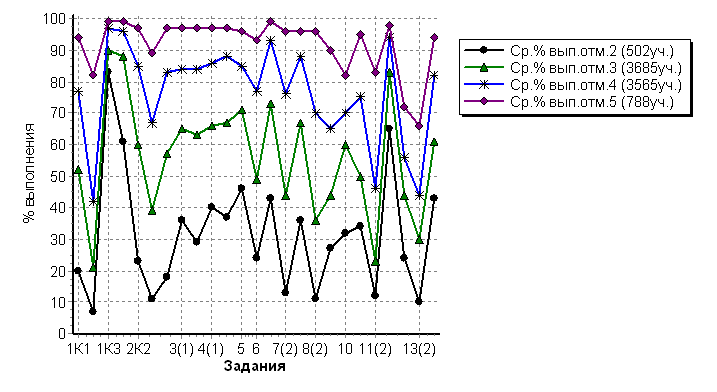 100
90
80
70
60
50
40
30
20
10
0
% выполнения
1К1 1К3 2К2 3(1) 4(1) 5 6 7(2) 8(2) 10 11(2) 13(2)
Задания
Ср.% вып.отм.2 (502уч.)
Ср.% вып.отм.3 (3685уч.)
Ср.% вып.отм.4 (3565уч.)
Ср.% вып.отм.5 (788уч.)